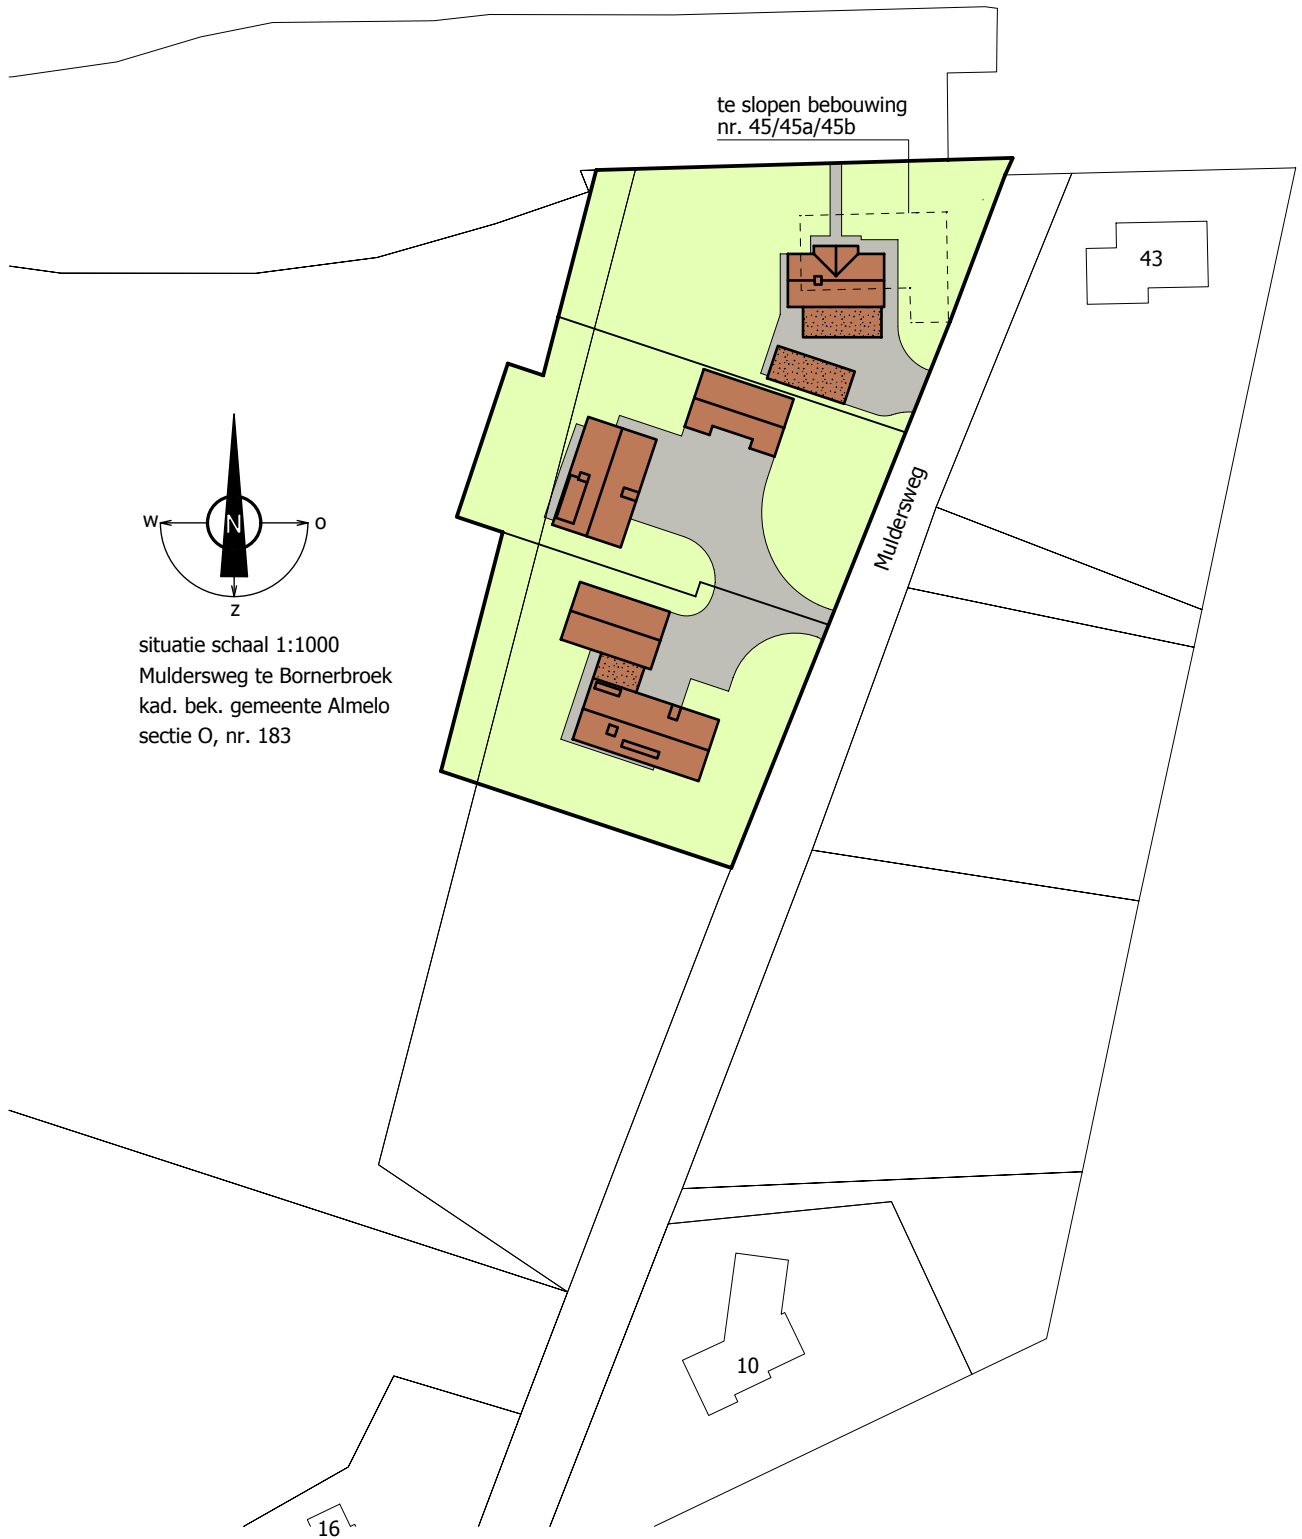 te slopen bebouwing
nr. 45/45a/45b
43
Muldersweg
N
w
o
z
situatie schaal 1:1000
Muldersweg te Bornerbroek
kad. bek. gemeente Almelo
sectie O, nr. 183
10
16